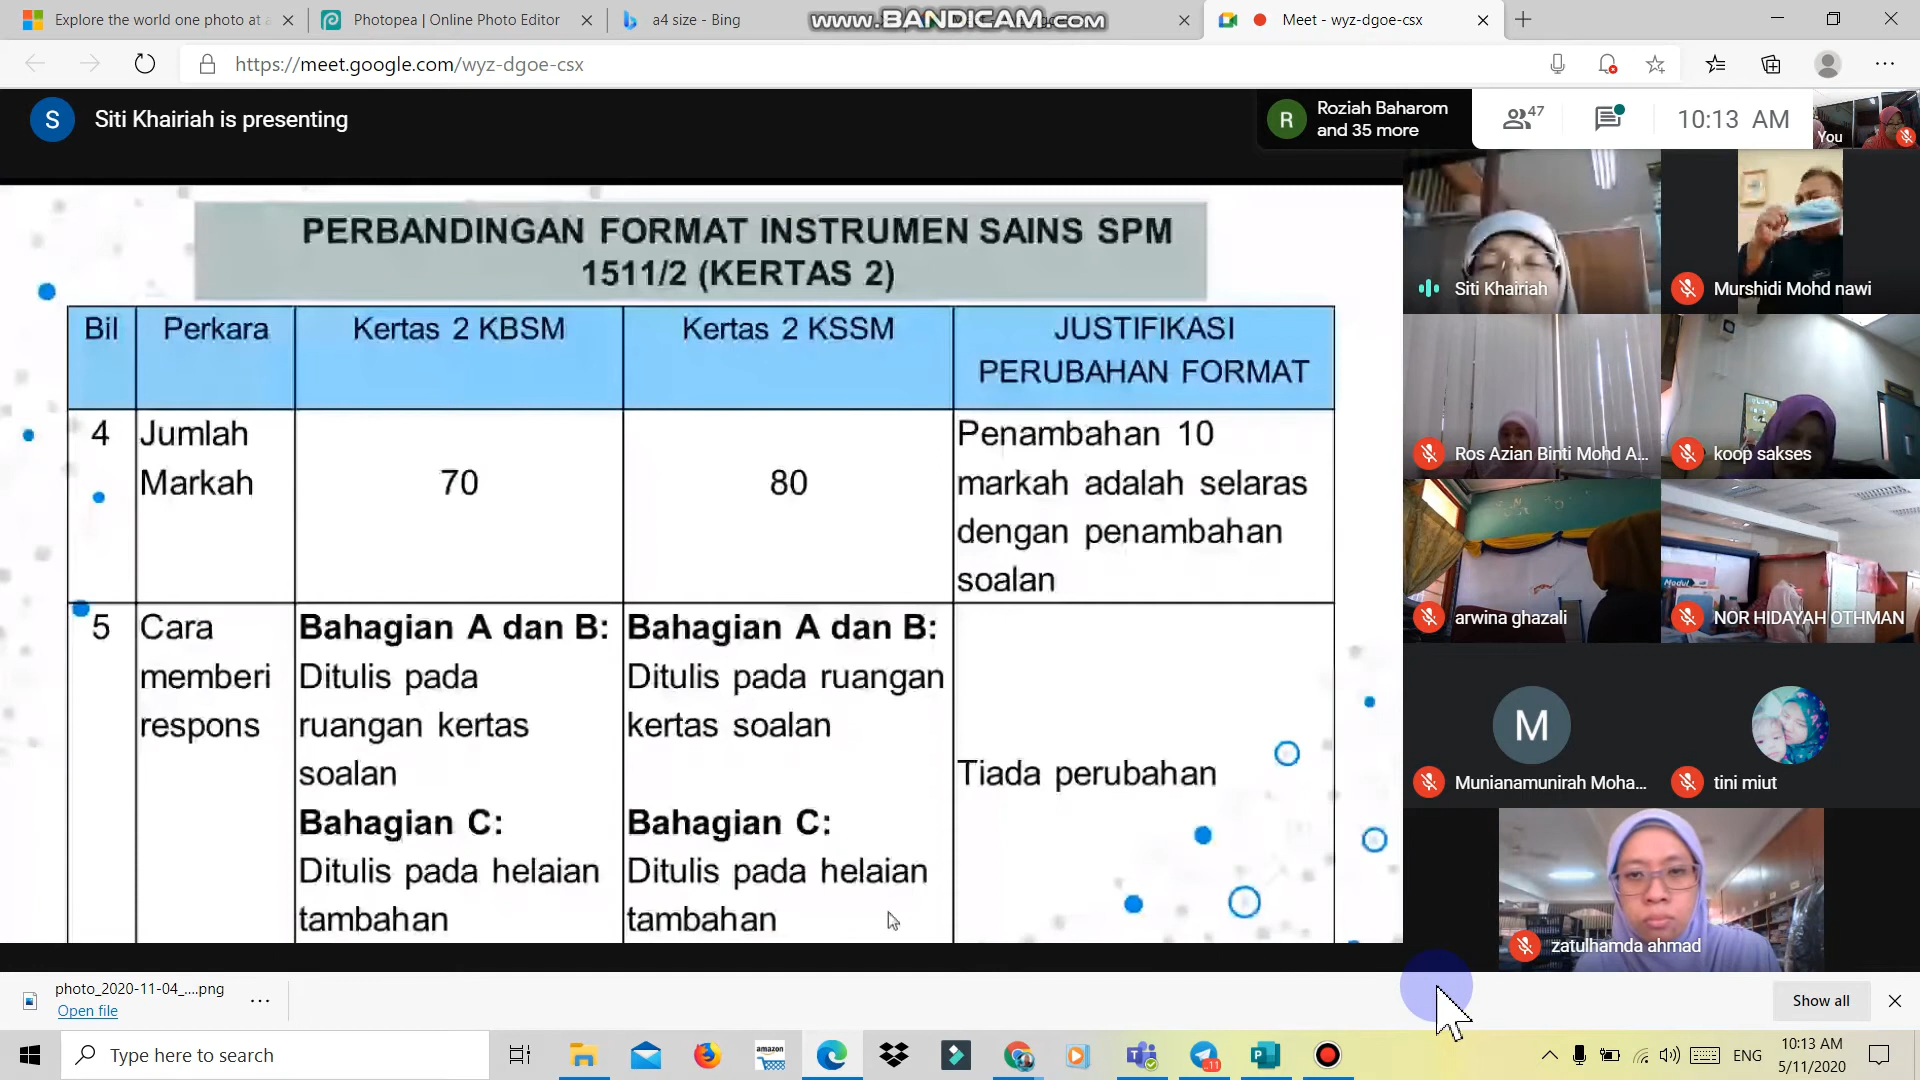 Explore the world one photo at a
Photopea | Online Photo Editor
a4 size - Bing
www.BANDICAM.com
Meet - wyz-dgoe-csx
https://meet.google.com/wyz-dgoe-csx
S
Siti Khairiah is presenting
R
Roziah Baharom
and 35 more
47
10:13 AM
You
PERBANDINGAN FORMAT INSTRUMEN SAINS SPM
1511/2 (KERTAS 2)
Bil
Perkara
Kertas 2 KBSM
Kertas 2 KSSM
JUSTIFIKASI
PERUBAHAN FORMAT
4
Jumlah
Markah
70
80
Penambahan 10
markah adalah selaras
dengan penambahan
soalan
5
Cara
memberi
respons
Bahagian A dan B:
Ditulis pada
ruangan kertas
soalan
Bahagian C:
Ditulis pada helaian
tambahan
Bahagian A dan B:
Ditulis pada ruangan
kertas soalan
Bahagian C:
Ditulis pada helaian
tambahan
Tiada perubahan
Siti Khairiah
Murshidi Mohd nawi
Ros Azian Binti Mohd A...
koop sakses
arwina ghazali
Modul
NOR HIDAYAH OTHMAN
M
Munianamunirah Moha...
tini miut
zatulhamda ahmad
photo_2020-11-04_....png
Open file
Show all
Type here to search
amazon
11
ENG
10:13 AM
5/11/2020